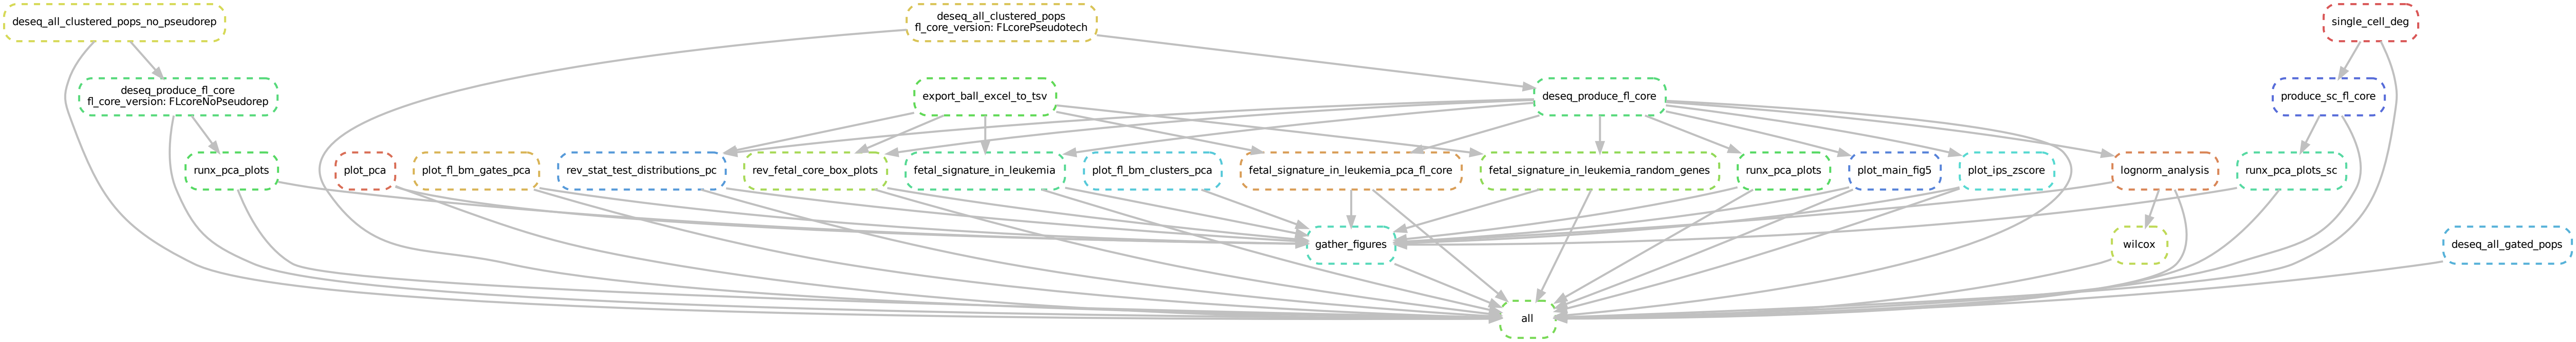 deseq_all_clustered_pops_no_pseudorep
deseq_all_clustered_pops
fl_core_version: FLcorePseudotech
single_cell_deg
deseq_produce_fl_core
fl_core_version: FLcoreNoPseudorep
export_ball_excel_to_tsv
deseq_produce_fl_core
produce_sc_fl_core
runx_pca_plots
plot_pca
plot_fl_bm_gates_pca
rev_stat_test_distributions_pc
rev_fetal_core_box_plots
fetal_signature_in_leukemia
plot_fl_bm_clusters_pca
fetal_signature_in_leukemia_pca_fl_core
fetal_signature_in_leukemia_random_genes
runx_pca_plots
plot_main_fig5
plot_ips_zscore
lognorm_analysis
runx_pca_plots_sc
gather_figures
wilcox
deseq_all_gated_pops
all